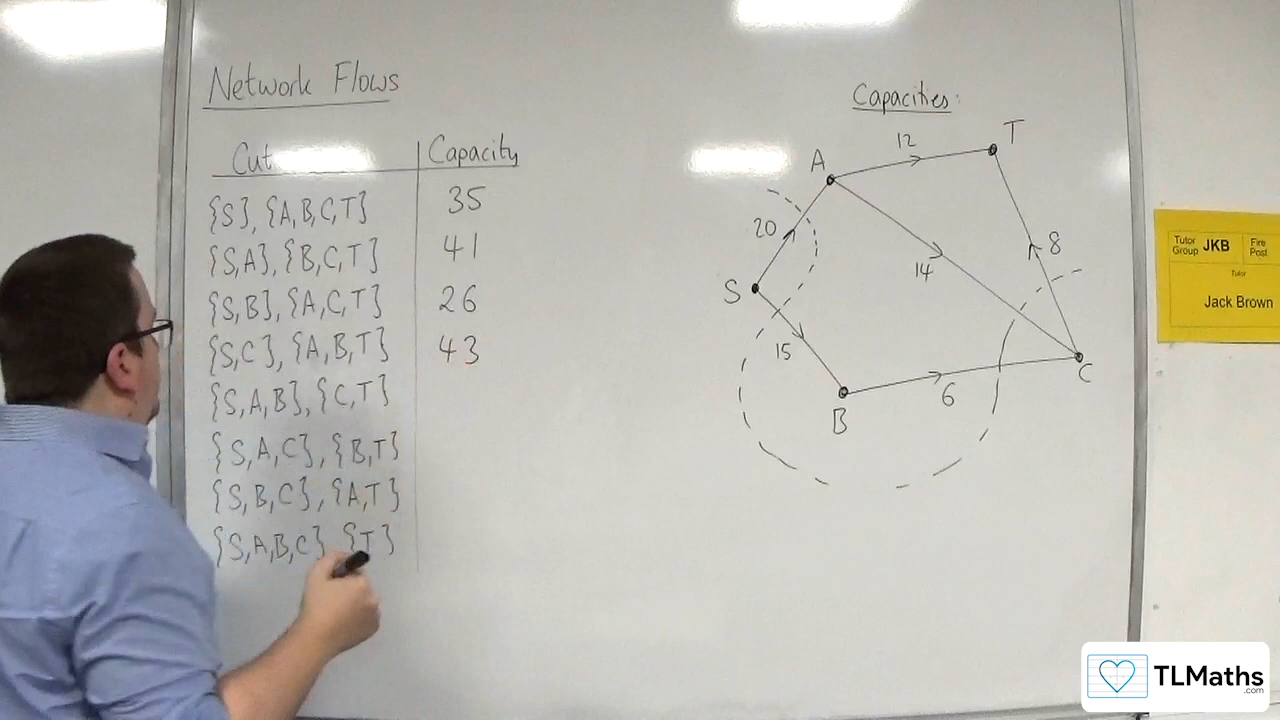 Network Flows
Cut Capacity
{S}, {A,B,C,T} 35
{S,A}, {B,C,T} 41
{S,B}, {A,C,T} 26
{S,C}, {A,B,T} 43
{S,A,B}, {C,T}
{S,A,C}, {B,T}
{S,B,C}, {A,T}
{S,A,B,C}, {T}
Capacities:
T
12
A
20
8
14
S
15
C
6
B
Tutor Group JKB Fire Post
Tutor
Jack Brown
TLMaths
.com